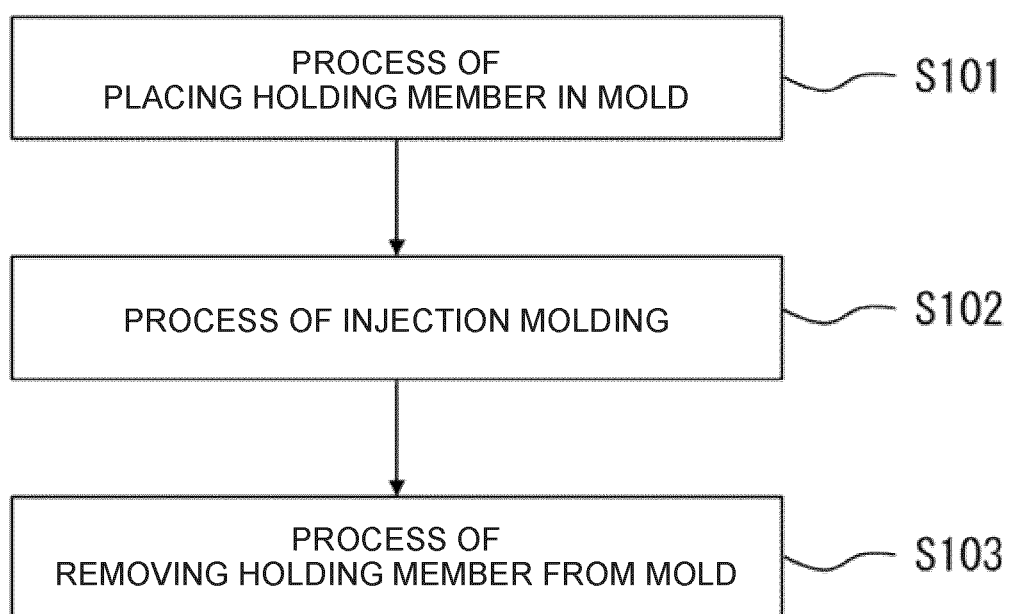 PROCESS OF
PLACING HOLDING MEMBER IN MOLD
S101
PROCESS OF INJECTION MOLDING
S102
PROCESS OF
REMOVING HOLDING MEMBER FROM MOLD
S103